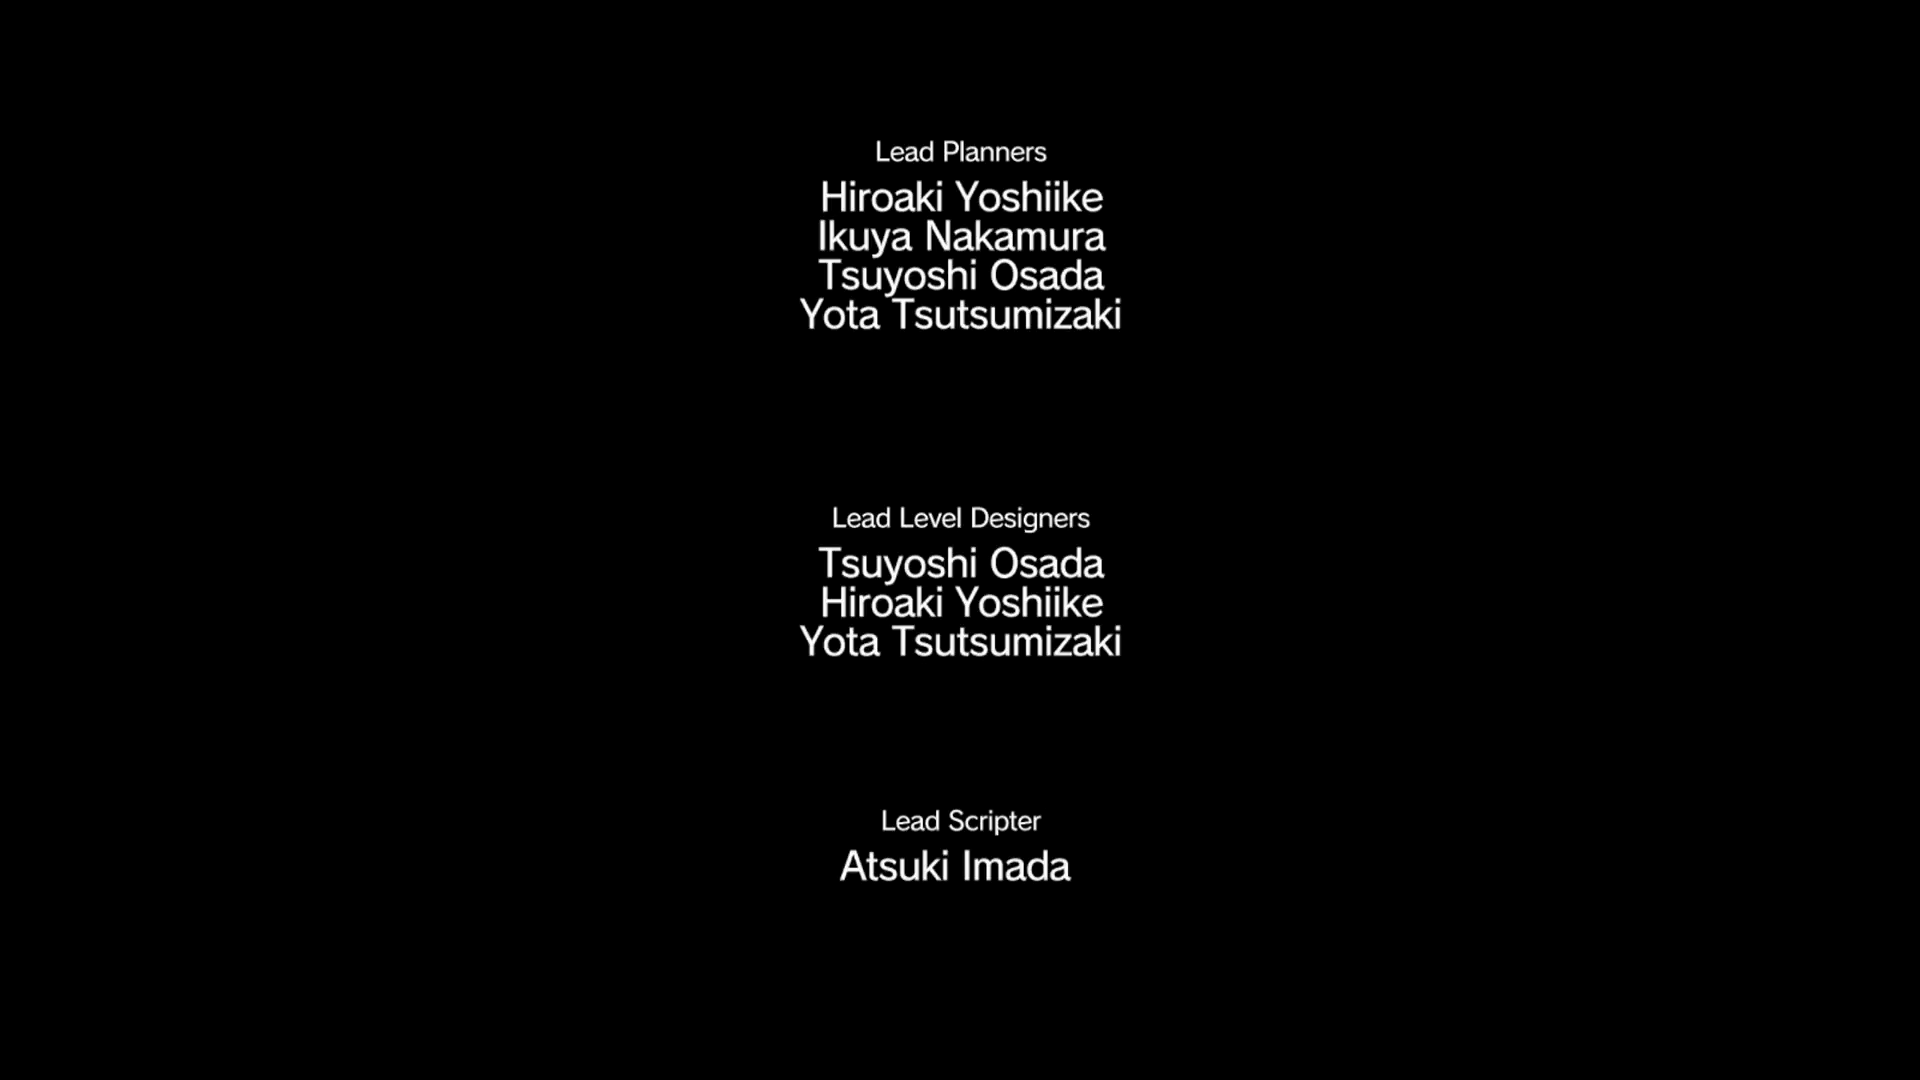 Lead Planners
Hiroaki Yoshiike
Ikuya Nakamura
Tsuyoshi Osada
Yota Tsutsumizaki
Lead Level Designers
Tsuyoshi Osada
Hiroaki Yoshiike
Yota Tsutsumizaki
Lead Scripter
Atsuki Imada